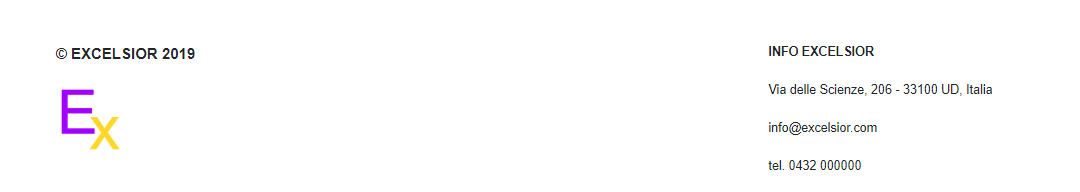 © EXCELSIOR 2019
Ex
INFO EXCELSIOR
Via delle Scienze, 206 - 33100 UD, Italia
info@excelsior.com
tel. 0432 000000